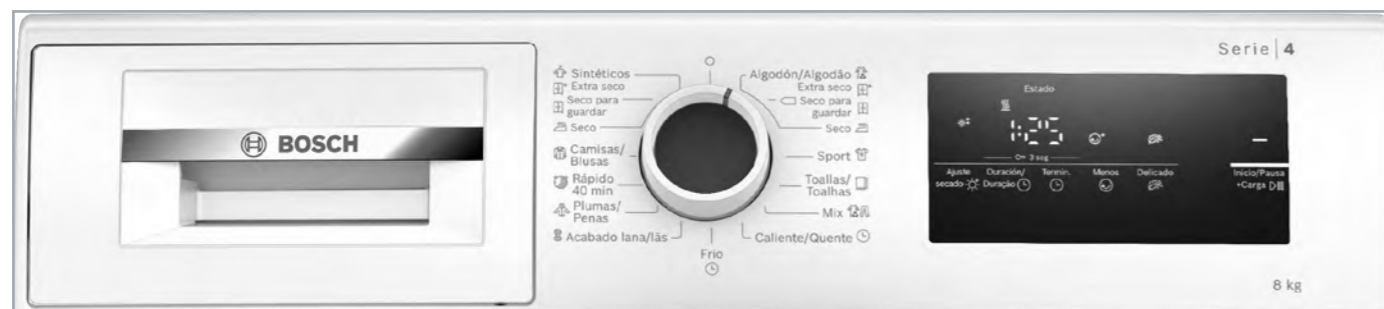 BOSCH
Sintéticos
Extra seco
Seco para
guardar
Seco
Camisas/
Blusas
Rápido
40 min
Plumas/
Penas
Acabado lana/lãs
Frio
Algodón/Algodão
Extra seco
Seco para
guardar
Seco
Sport
Toallas/
Toalhas
Mix
Caliente/Quente
Serie | 4
Estado
1:25
3 seg
Ajuste
secado
Duración/
Duração
Termin.
Menos
Delicado
Inicio/Pausa
+Carga
8 kg